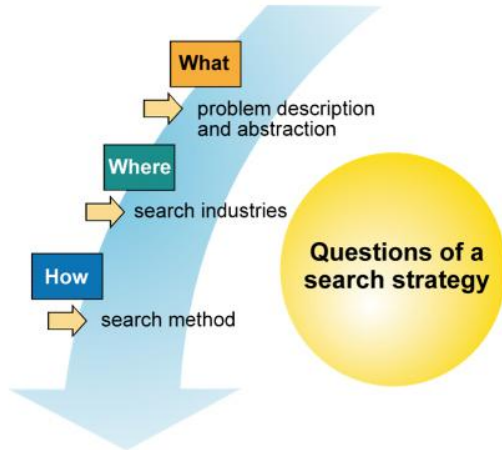 What
problem description
and abstraction
Where
search industries
How
search method
Questions of a
search strategy